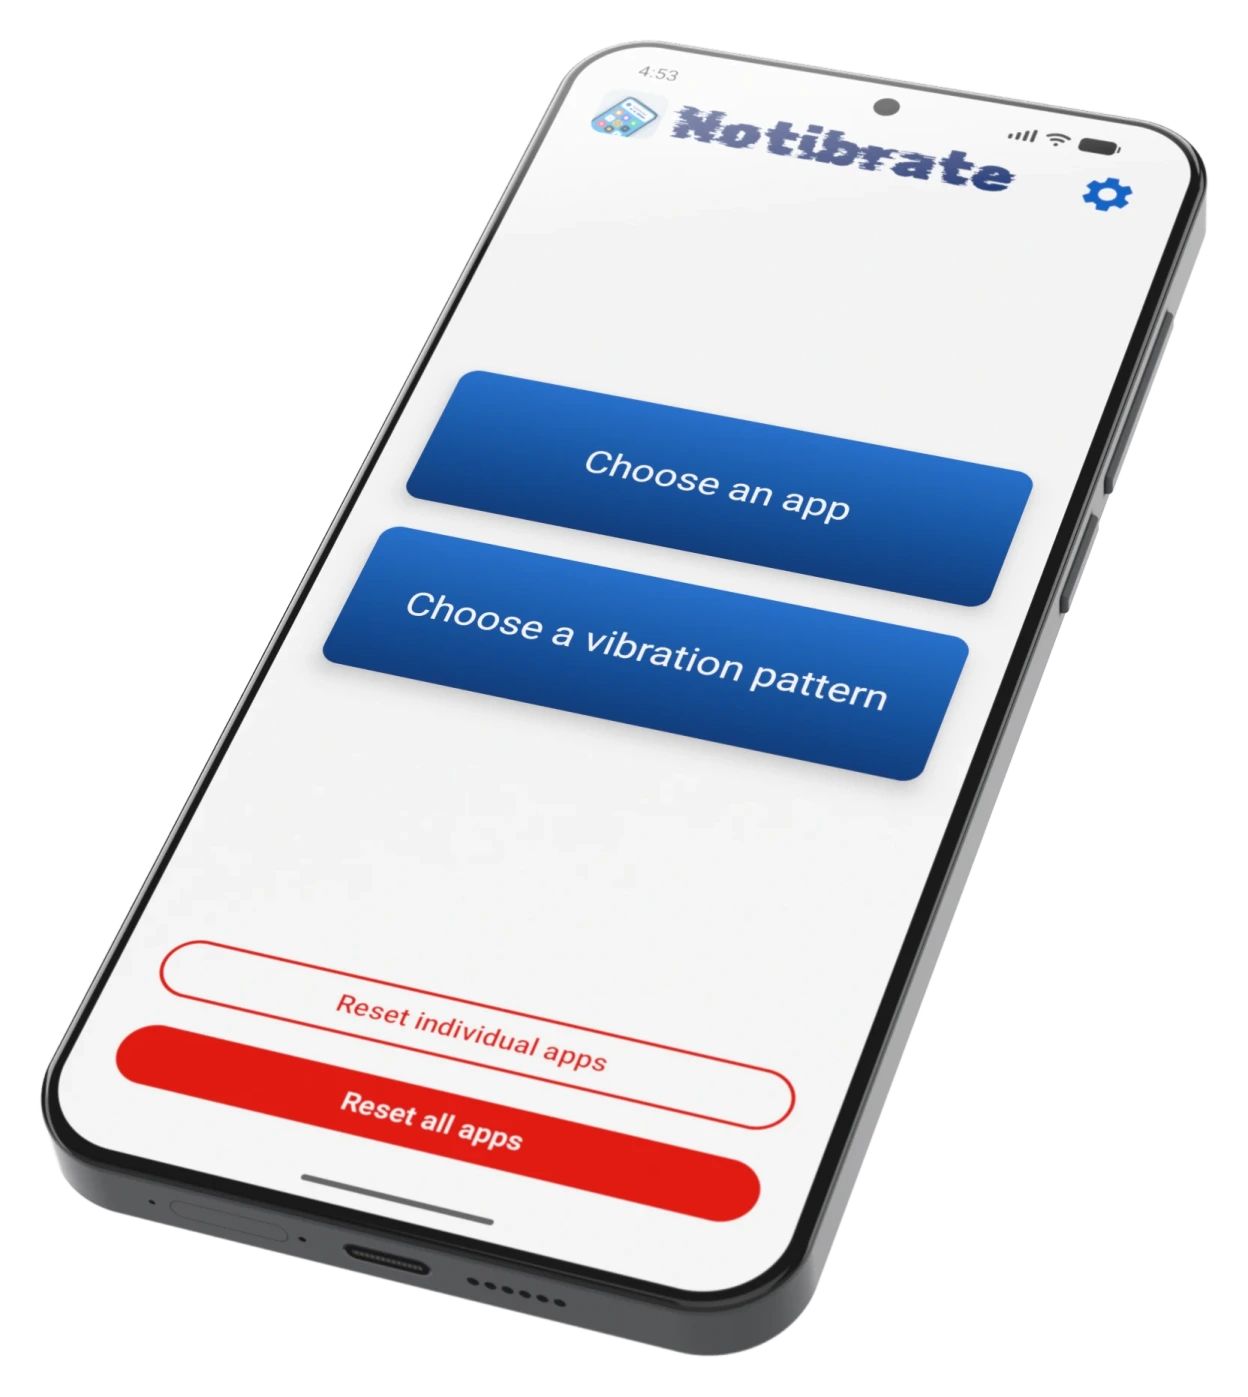 4:53
Notibrate
Choose an app
Choose a vibration pattern
Reset individual apps
Reset all apps